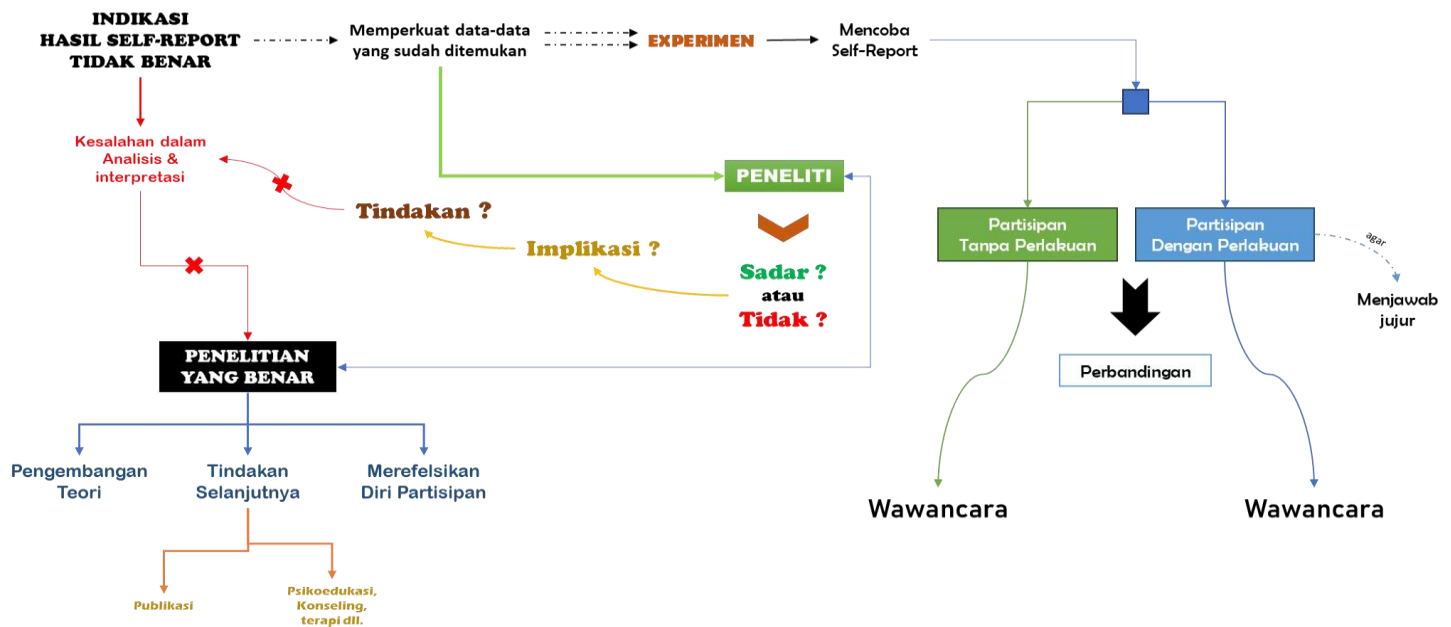 INDIKASI
HASIL SELF-REPORT
TIDAK BENAR
Memperkuat data-data
yang sudah ditemukan
EXPERIMEN
Mencoba
Self-Report
Kesalahan dalam
Analisis &
interpretasi
PENELITI
Tindakan ?
Implikasi ?
Sadar ?
atau
Tidak ?
Partisipan
Tanpa Perlakuan
Partisipan
Dengan Perlakuan
agar
Menjawab
jujur
Perbandingan
PENELITIAN
YANG BENAR
Pengembangan
Teori
Tindakan
Selanjutnya
Merefelsikan
Diri Partisipan
Wawancara
Wawancara
Publikasi
Psikoedukasi,
Konseling,
terapi dll.